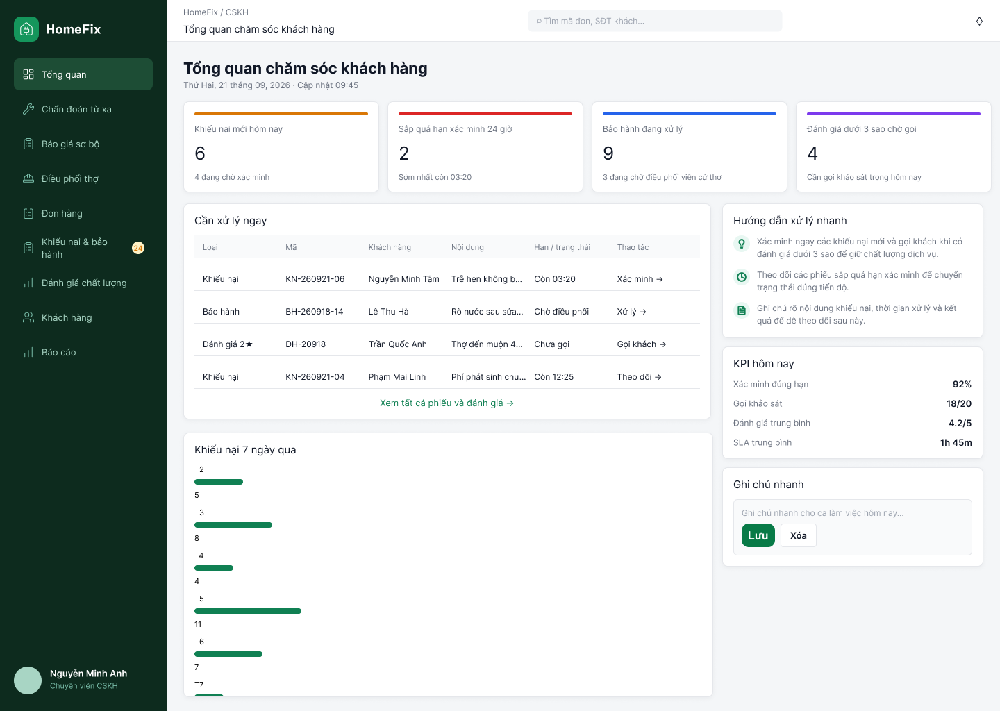 HomeFix
Tổng quan
Chẩn đoán từ xa
Báo giá sơ bộ
Điều phối thợ
Đơn hàng
Khiếu nại & bảo
hành
24
Đánh giá chất lượng
Khách hàng
Báo cáo
Nguyễn Minh Anh
Chuyên viên CSKH
HomeFix / CSKH
Tổng quan chăm sóc khách hàng
⌕ Tìm mã đơn, SĐT khách...
◊
Tổng quan chăm sóc khách hàng
Thứ Hai, 21 tháng 09, 2026 · Cập nhật 09:45
Khiếu nại mới hôm nay
6
4 đang chờ xác minh
Sắp quá hạn xác minh 24 giờ
2
Sớm nhất còn 03:20
Bảo hành đang xử lý
9
3 đang chờ điều phối viên cử thợ
Đánh giá dưới 3 sao chờ gọi
4
Cần gọi khảo sát trong hôm nay
Cần xử lý ngay
Loại Mã Khách hàng Nội dung Hạn / trạng thái Thao tác
Khiếu nại KN-260921-06 Nguyễn Minh Tâm Trễ hẹn không b... Còn 03:20 Xác minh →
Bảo hành BH-260918-14 Lê Thu Hà Rò nước sau sửa... Chờ điều phối Xử lý →
Đánh giá 2★ DH-20918 Trần Quốc Anh Thợ đến muộn 4... Chưa gọi Gọi khách →
Khiếu nại KN-260921-04 Phạm Mai Linh Phí phát sinh chư... Còn 12:25 Theo dõi →
Xem tất cả phiếu và đánh giá →
Khiếu nại 7 ngày qua
T2
5
T3
8
T4
4
T5
11
T6
7
T7
Hướng dẫn xử lý nhanh
Xác minh ngay các khiếu nại mới và gọi khách khi có
đánh giá dưới 3 sao để giữ chất lượng dịch vụ.
Theo dõi các phiếu sắp quá hạn xác minh để chuyển
trạng thái đúng tiến độ.
Ghi chú rõ nội dung khiếu nại, thời gian xử lý và kết
quả để dễ theo dõi sau này.
KPI hôm nay
Xác minh đúng hạn 92%
Gọi khảo sát 18/20
Đánh giá trung bình 4.2/5
SLA trung bình 1h 45m
Ghi chú nhanh
Ghi chú nhanh cho ca làm việc hôm nay...
Lưu Xóa